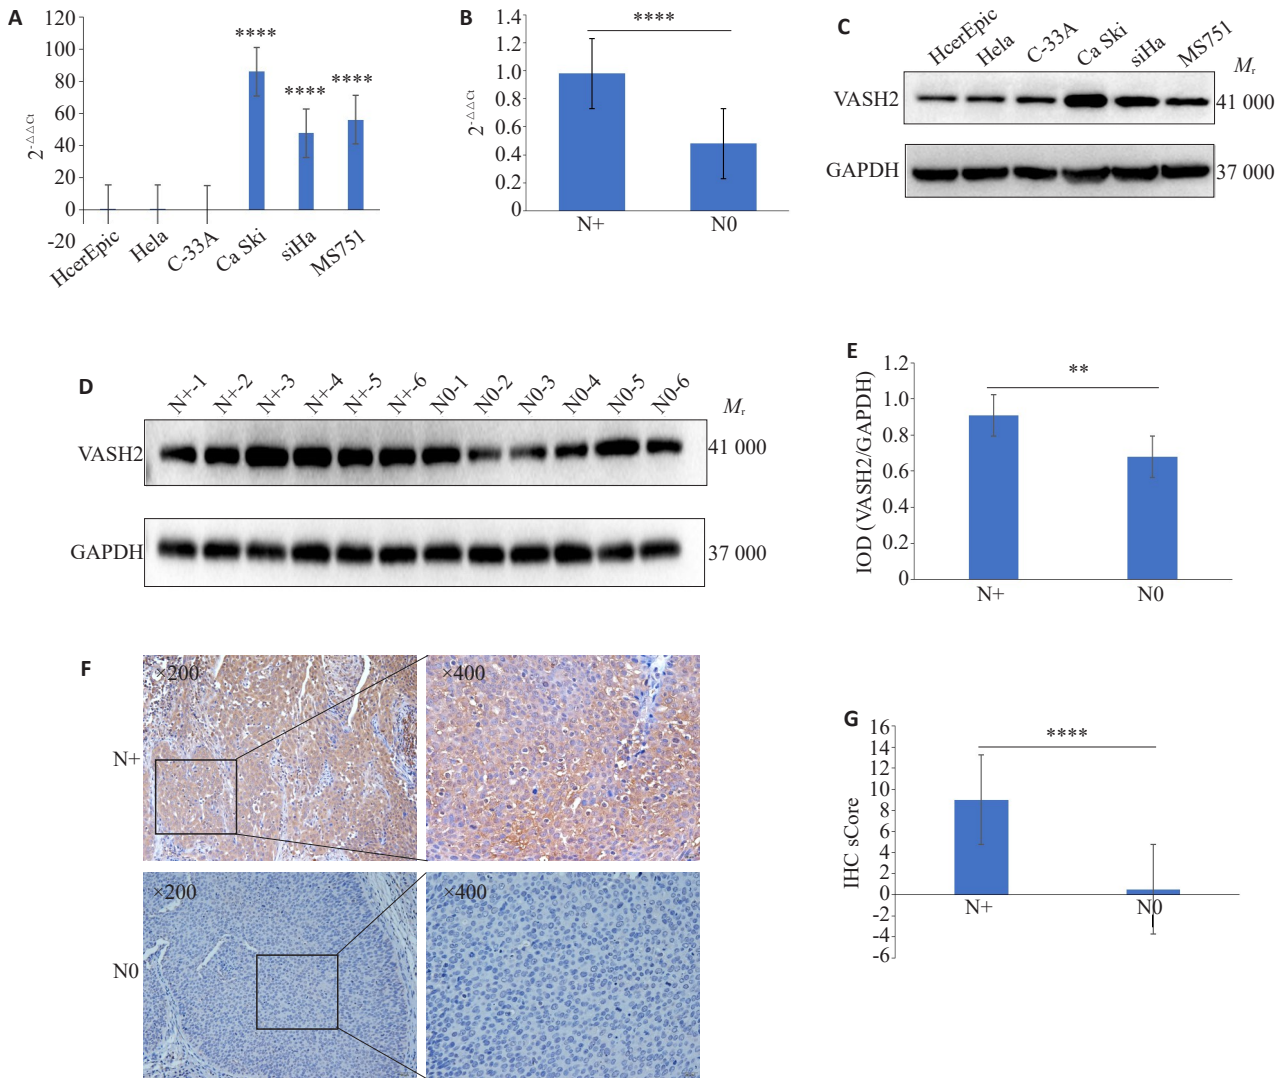 A
120
100
80
60
40
20
0
-20
2-△△Ct
****
****
****
HcerEpic
Hela
C-33A
Ca Ski
siHa
MS751
B
1.4
1.2
1.0
0.8
0.6
0.4
0.2
0
2-△△Ct
****
N+
N0
C
HcerEpic
Hela
C-33A
Ca Ski
siHa
MS751
Mr
VASH2
41 000
GAPDH
37 000
D
N+-1
N+-2
N+-3
N+-4
N+-5
N+-6
N0-1
N0-2
N0-3
N0-4
N0-5
N0-6
Mr
VASH2
41 000
GAPDH
37 000
E
1.2
1.0
0.8
0.6
0.4
0.2
0
IOD (VASH2/GAPDH)
**
N+
N0
F
×200
×400
N+
×200
×400
N0
G
16
14
12
10
8
6
4
2
0
-2
-4
-6
IHC sCore
****
N+
N0